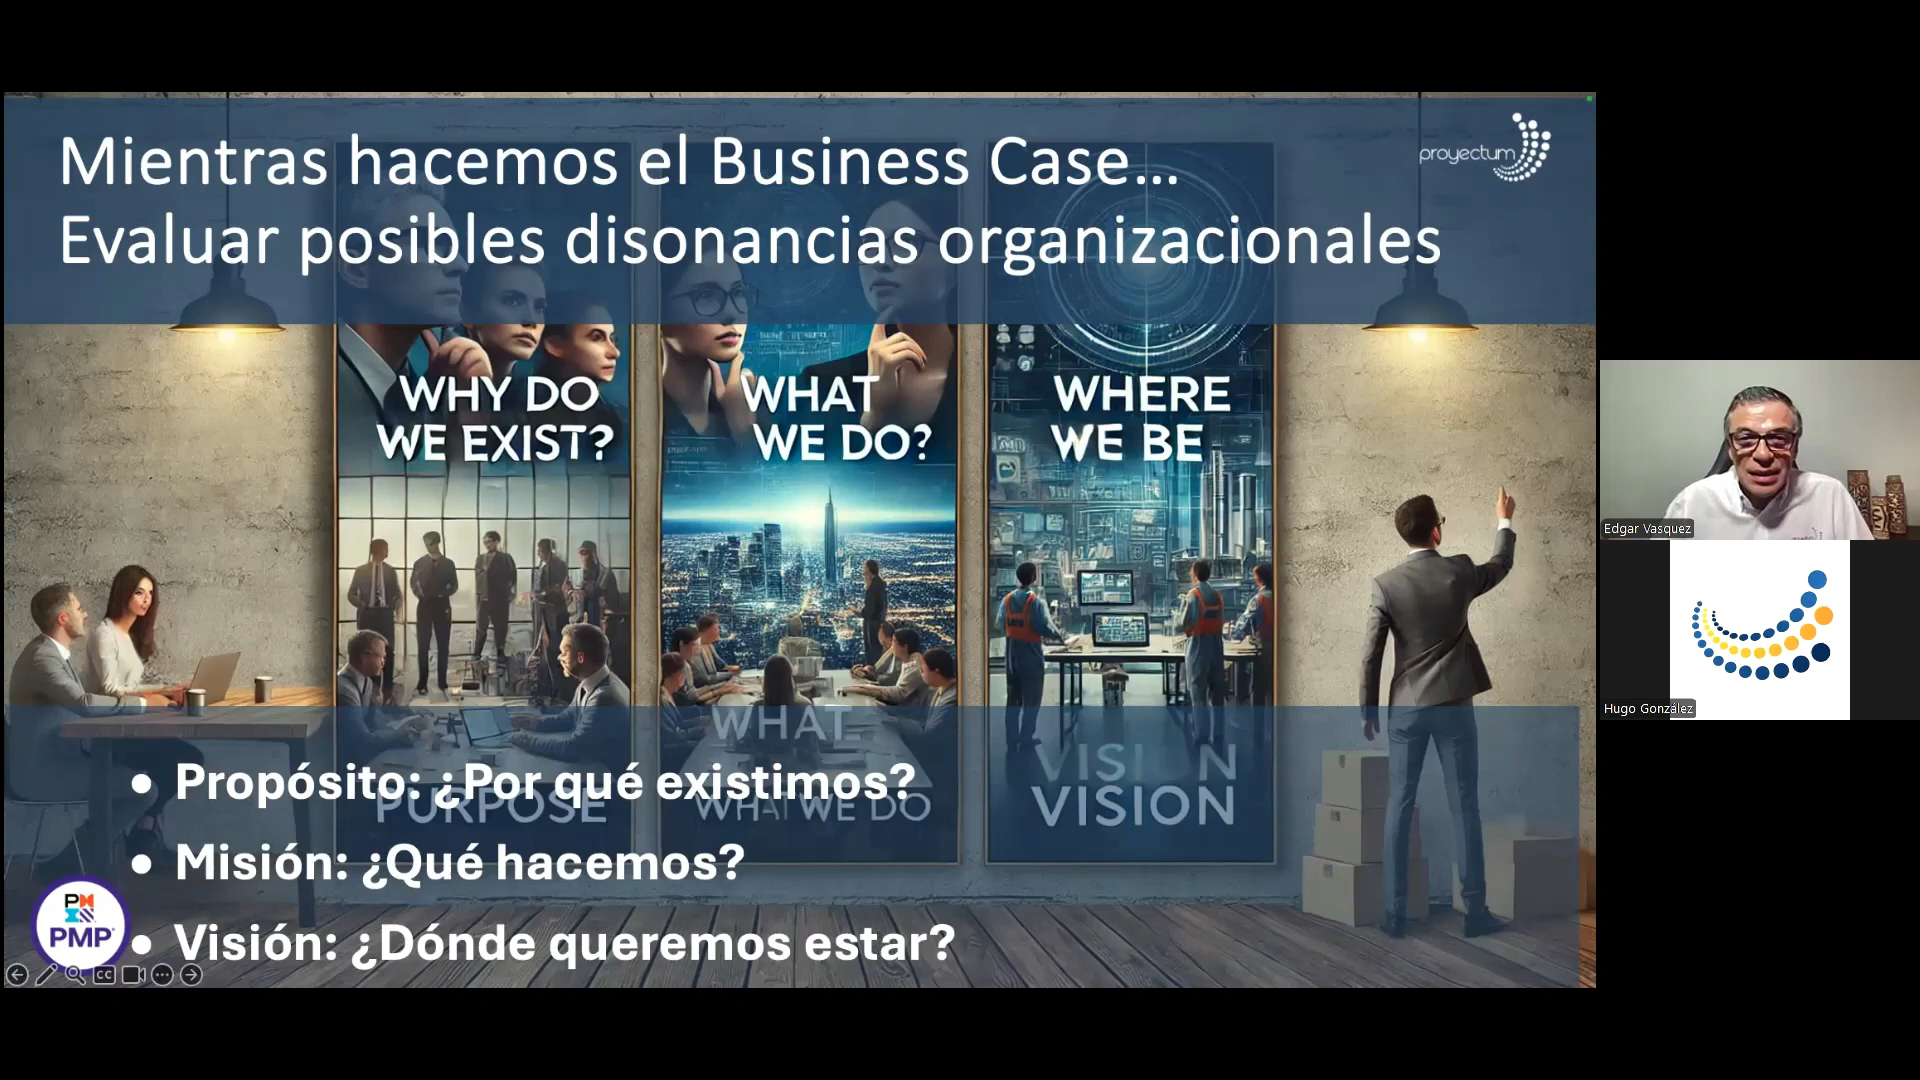 Mientras hacemos el Business Case...
Evaluar posibles disonancias organizacionales
proyectum
WHY DO
WE EXIST?
WHAT
WE DO?
WHERE
WE BE
WHAT
PURPOSE
WHAT WE DO
VISION
VISION
• Propósito: ¿Por qué existimos?
• Misión: ¿Qué hacemos?
• Visión: ¿Dónde queremos estar?
PMP
CC
Edgar Vasquez
Hugo González